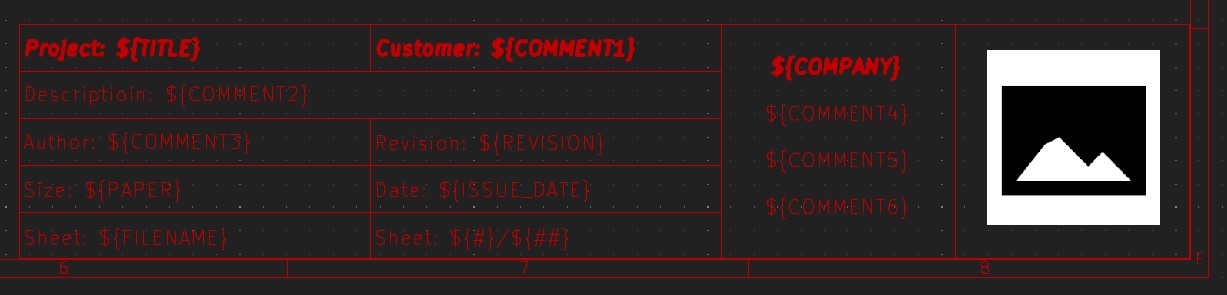 Project: ${TITLE}
Customer: ${COMMENT1}
Descriptioin: ${COMMENT2}
Author: ${COMMENT3}
Revision: ${REVISION}
Size: ${PAPER}
Date: ${ISSUE_DATE}
Sheet: ${FILENAME}
Sheet: ${#}/${##}
${COMPANY}
${COMMENT4}
${COMMENT5}
${COMMENT6}
6
7
8
F